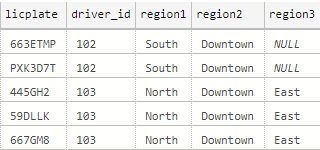 licplate driver_id region1 region2 region3
663ETMP 102 South Downtown NULL
PXK3D7T 102 South Downtown NULL
445GH2 103 North Downtown East
59DLLK 103 North Downtown East
667GM8 103 North Downtown East